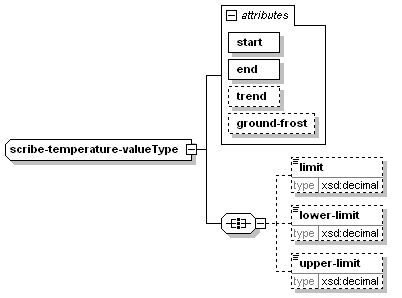 attributes
start
end
trend
ground-frost
scribe-temperature-valueType
limit
type xsd:decimal
lower-limit
type xsd:decimal
upper-limit
type xsd:decimal